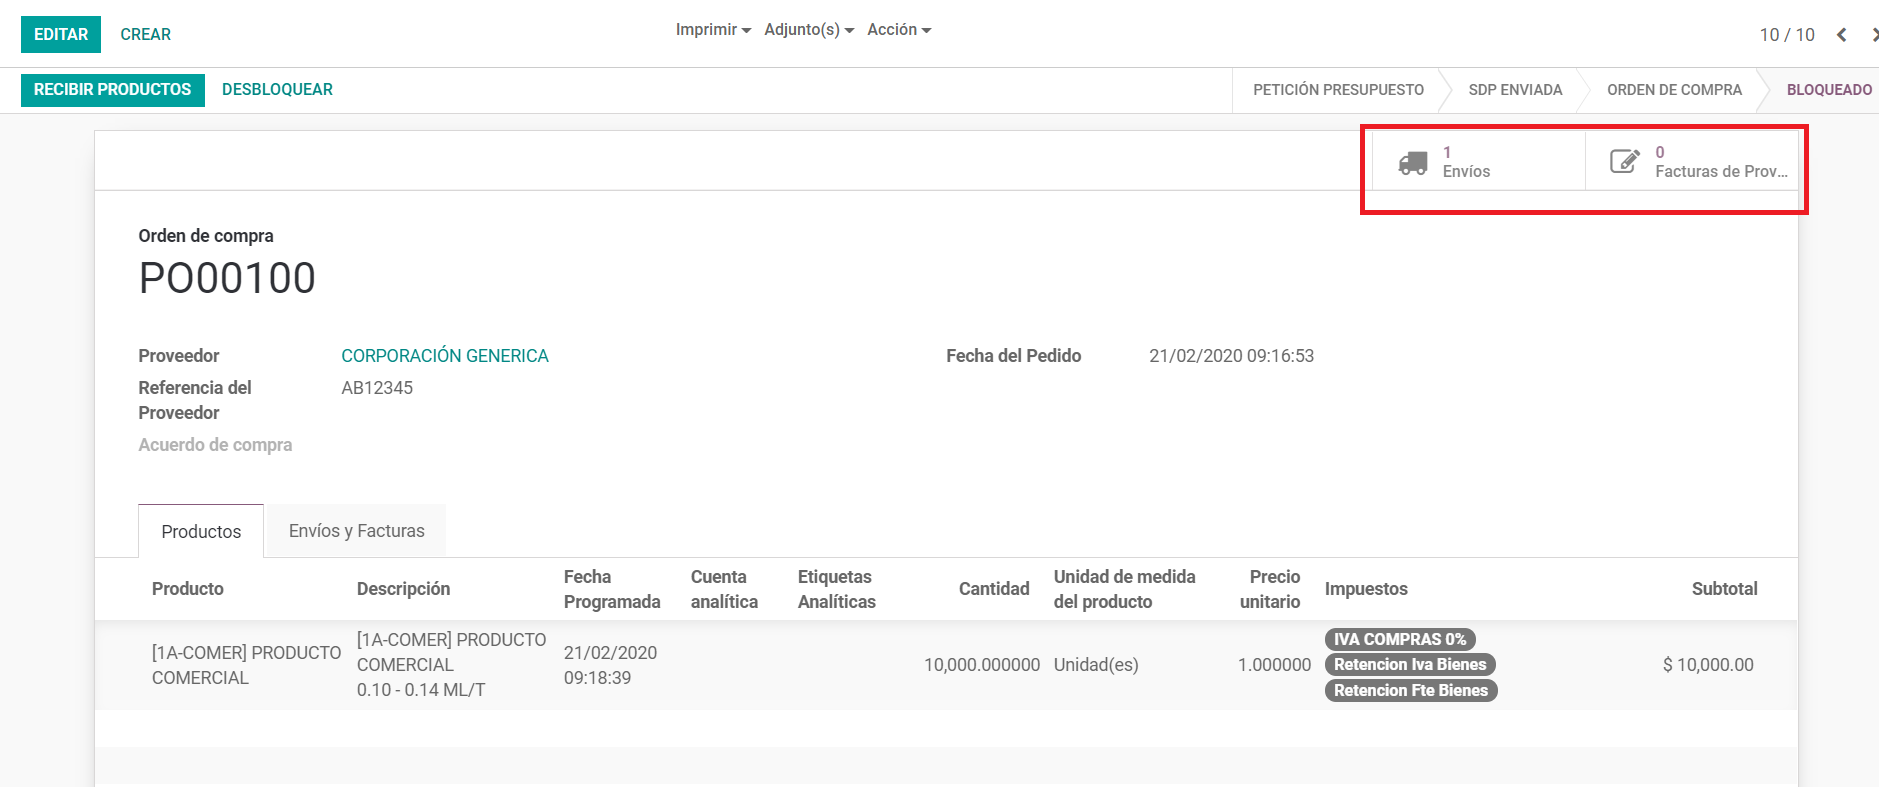 EDITAR CREAR Imprimir Adjunto(s) Acción 10 / 10
RECIBIR PRODUCTOS DESBLOQUEAR PETICIÓN PRESUPUESTO SDP ENVIADA ORDEN DE COMPRA BLOQUEADO
1
Envíos
0
Facturas de Prov...
Orden de compra
PO00100
Proveedor CORPORACIÓN GENERICA Fecha del Pedido 21/02/2020 09:16:53
Referencia del
Proveedor
AB12345
Acuerdo de compra
Productos Envíos y Facturas
Producto
Descripción
Fecha
Programada
Cuenta
analítica
Etiquetas
Analíticas
Cantidad
Unidad de medida
del producto
Precio
unitario
Impuestos
Subtotal
[1A-COMER] PRODUCTO
COMERCIAL
[1A-COMER] PRODUCTO
COMERCIAL
0.10 - 0.14 ML/T
21/02/2020
09:18:39
10,000.000000
Unidad(es)
1.000000
IVA COMPRAS 0%
Retencion Iva Bienes
Retencion Fte Bienes
$ 10,000.00